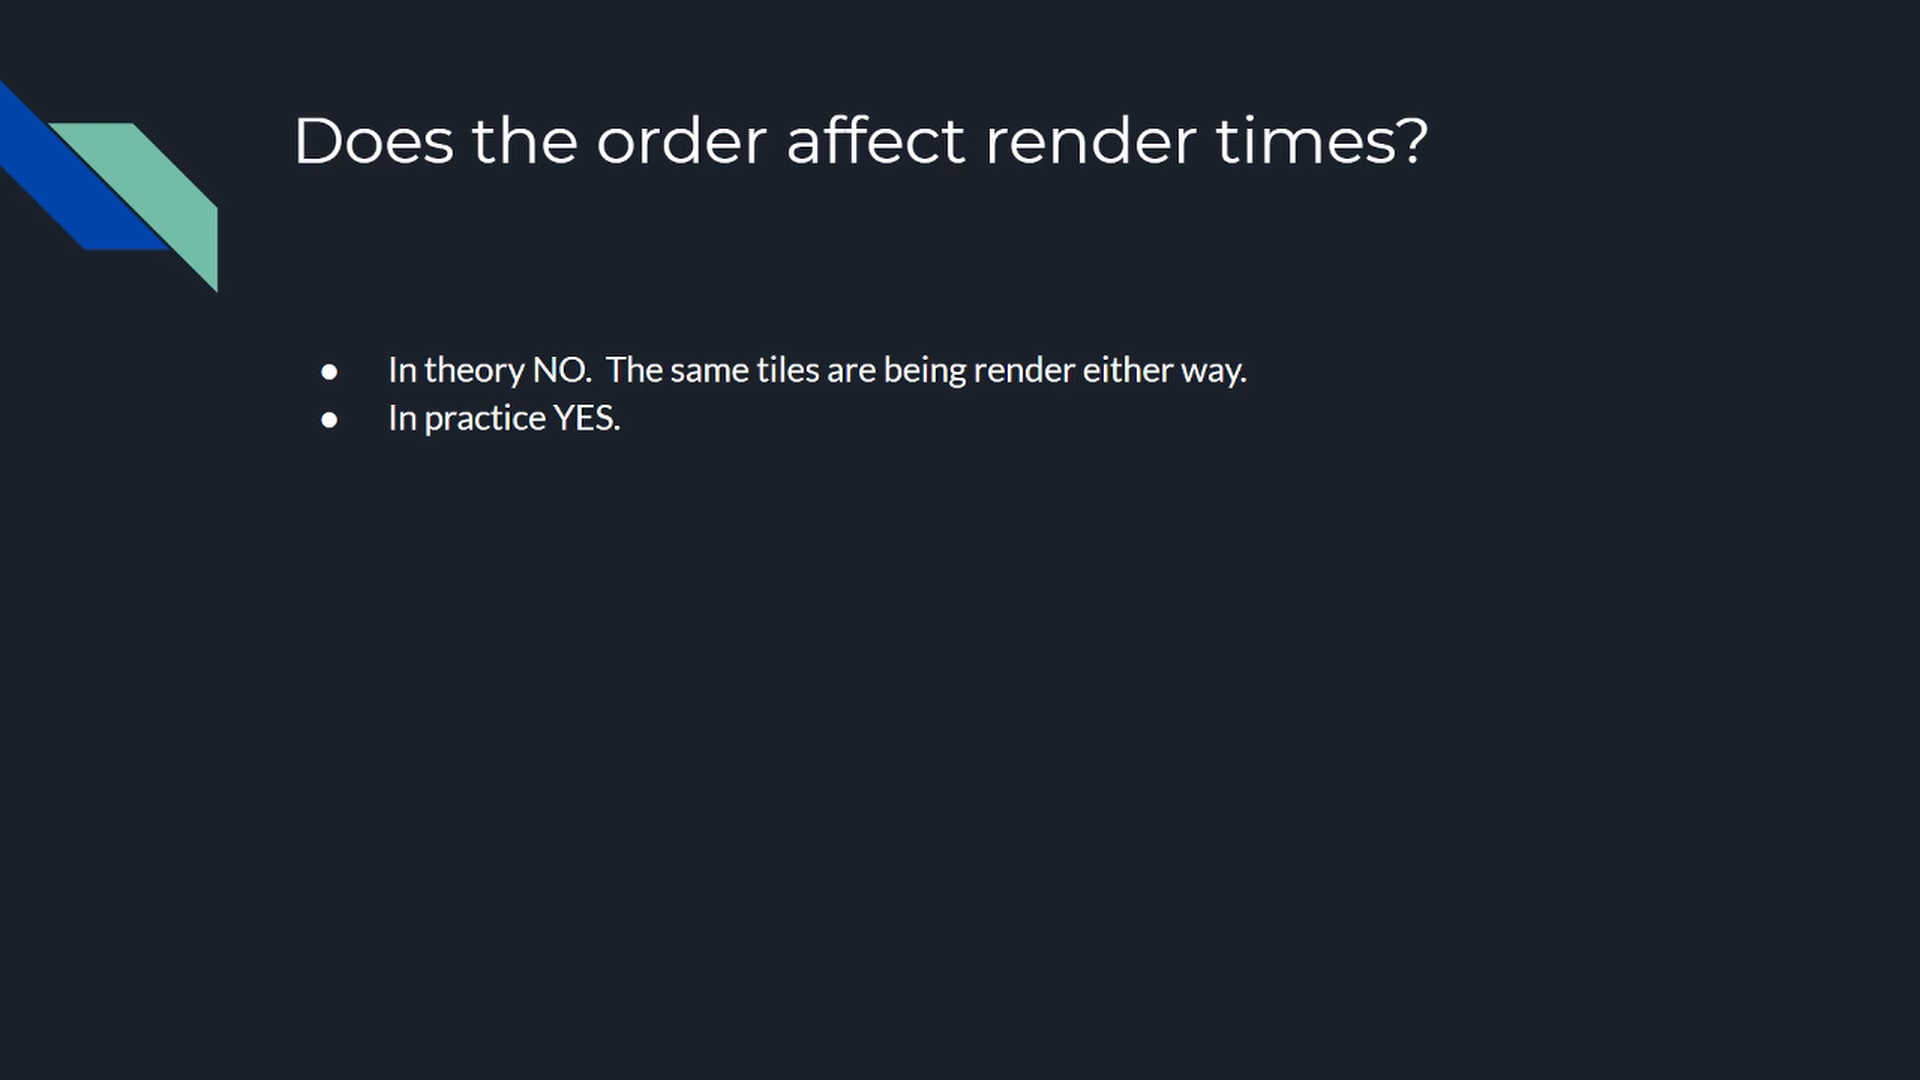 Does the order affect render times?
● In theory NO.  The same tiles are being render either way.
● In practice YES.